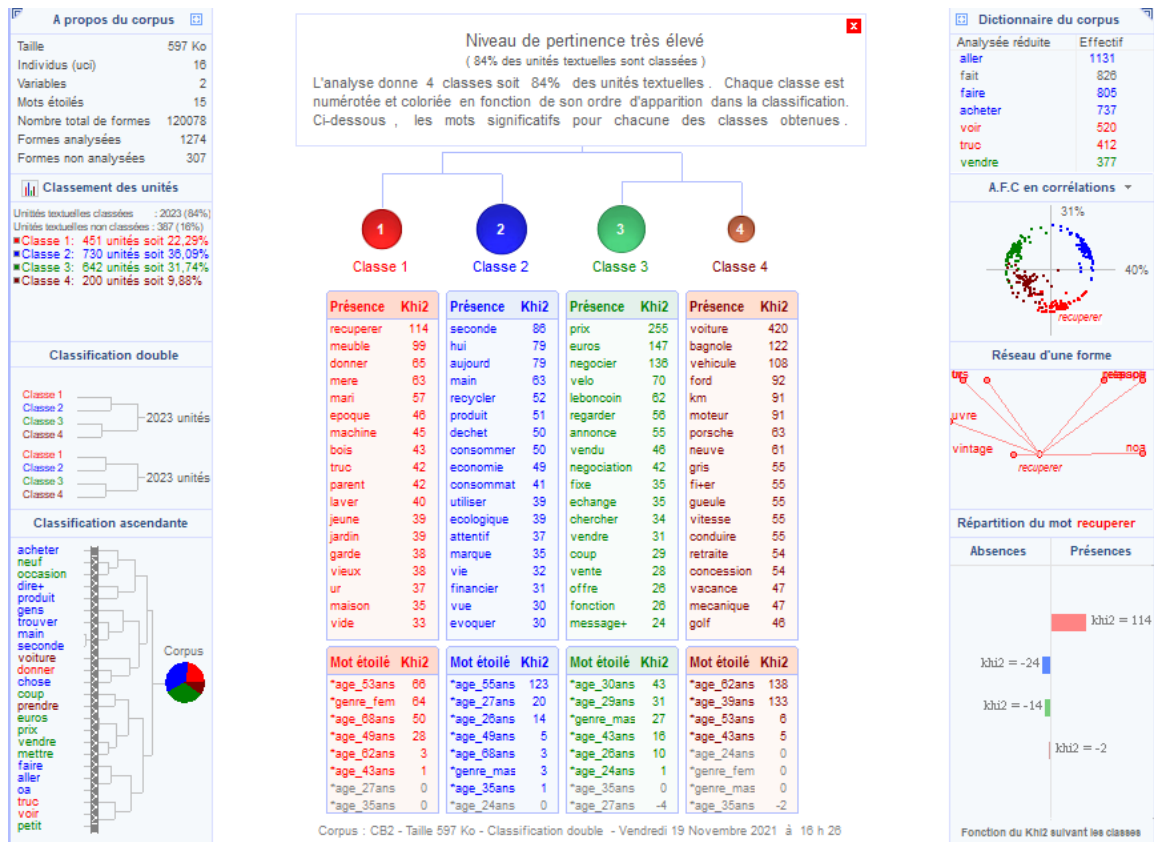 A propos du corpus
Taille 597 Ko
Individus (uci) 16
Variables 2
Mots étoilés 15
Nombre total de formes 120078
Formes analysées 1274
Formes non analysées 307
Classement des unités
Unités textuelles classées : 2023 (84%)
Unités textuelles non classées : 387 (16%)
Classe 1: 451 unités soit 22,29%
Classe 2: 730 unités soit 36,09%
Classe 3: 642 unités soit 31,74%
Classe 4: 200 unités soit 9,88%
Classification double
Classe 1
Classe 2
Classe 3
Classe 4
2023 unités
Classe 1
Classe 2
Classe 3
Classe 4
2023 unités
Classification ascendante
acheter
neuf
occasion
dire+
produit
gens
trouver
main
seconde
voiture
donner
chose
coup
prendre
euros
prix
vendre
mettre
faire
aller
oa
truc
voir
petit
Corpus
Niveau de pertinence très élevé
( 84% des unités textuelles sont classées )
L'analyse donne 4 classes soit 84% des unités textuelles . Chaque classe est
numérotée et coloriée en fonction de son ordre d'apparition dans la classification.
Ci-dessous , les mots significatifs pour chacune des classes obtenues .
1 2 3 4
Classe 1 Classe 2 Classe 3 Classe 4
Présence Khi2 Présence Khi2 Présence Khi2 Présence Khi2
recuperer 114 seconde 86 prix 255 voiture 420
meuble 99 hui 79 euros 147 bagnole 122
donner 65 aujourd 79 negocier 136 vehicule 108
mere 63 main 63 velo 70 ford 92
mari 57 recycler 52 leboncoin 62 km 91
epoque 46 produit 51 regarder 56 moteur 91
machine 45 dechet 50 annonce 55 porsche 63
bois 43 consommer 50 vendu 46 neuve 61
truc 42 economie 49 negociation 42 gris 55
parent 42 consommat 41 fixe 35 fi+er 55
laver 40 utiliser 39 echange 35 gueule 55
jeune 39 ecologique 39 chercher 34 vitesse 55
jardin 39 attentif 37 vendre 31 conduire 55
garde 38 marque 35 coup 29 retraite 54
vieux 38 vie 32 vente 28 concession 54
ur 37 financier 31 offre 26 vacance 47
maison 35 vue 30 fonction 26 mecanique 47
vide 33 evoquer 30 message+ 24 golf 46
Mot étoilé Khi2 Mot étoilé Khi2 Mot étoilé Khi2 Mot étoilé Khi2
*age_53ans 66 *age_55ans 123 *age_30ans 43 *age_62ans 138
*genre_fem 64 *age_27ans 20 *age_29ans 31 *age_39ans 133
*age_68ans 50 *age_26ans 14 *genre_mas 27 *age_53ans 6
*age_49ans 28 *age_49ans 5 *age_43ans 16 *age_43ans 5
*age_62ans 3 *age_68ans 3 *age_26ans 10 *age_24ans 0
*age_43ans 1 *genre_mas 3 *age_24ans 1 *genre_fem 0
*age_27ans 0 *age_35ans 1 *age_35ans 0 *genre_mas 0
*age_35ans 0 *age_24ans 0 *age_27ans -4 *age_35ans -2
Corpus : CB2 - Taille 597 Ko - Classification double - Vendredi 19 Novembre 2021 à 16 h 26
Dictionnaire du corpus
Analysée réduite Effectif
aller 1131
fait 826
faire 805
acheter 737
voir 520
truc 412
vendre 377
A.F.C en corrélations
31%
40%
recuperer
Réseau d'une forme
uvre
vintage
noa
recuperer
Répartition du mot recuperer
Absences Présences
khi2 = 114
khi2 = -24
khi2 = -14
khi2 = -2
Fonction du Khi2 suivant les classes